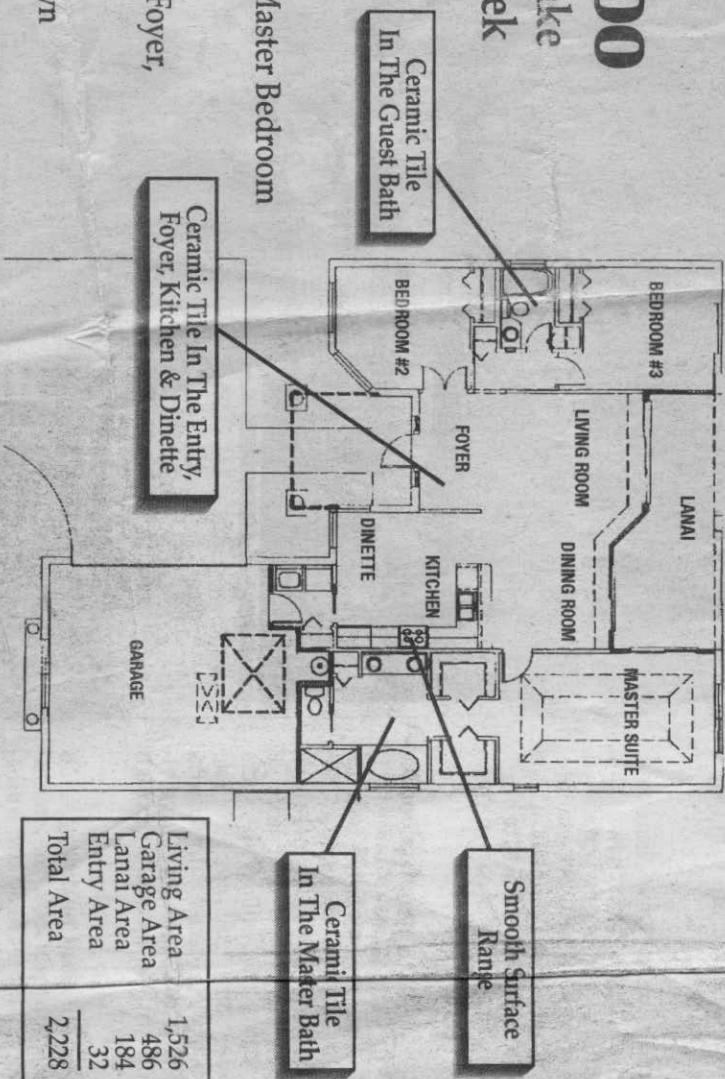 00
ake
ek
Master Bedroom
Foyer,
wn
Ceramic Tile
In The Guest Bath
Ceramic Tile In The Entry,
Foyer, Kitchen & Dinette
BEDROOM #3
LANAI
MASTER SUITE
LIVING ROOM
DINING ROOM
BEDROOM #2
FOYER
KITCHEN
DINETTE
GARAGE
Smooth Surface
Range
Cerami Tile
In The Mater Bath
Living Area 1,526
Garage Area 486
Lanai Area 184
Entry Area 32
Total Area 2,228